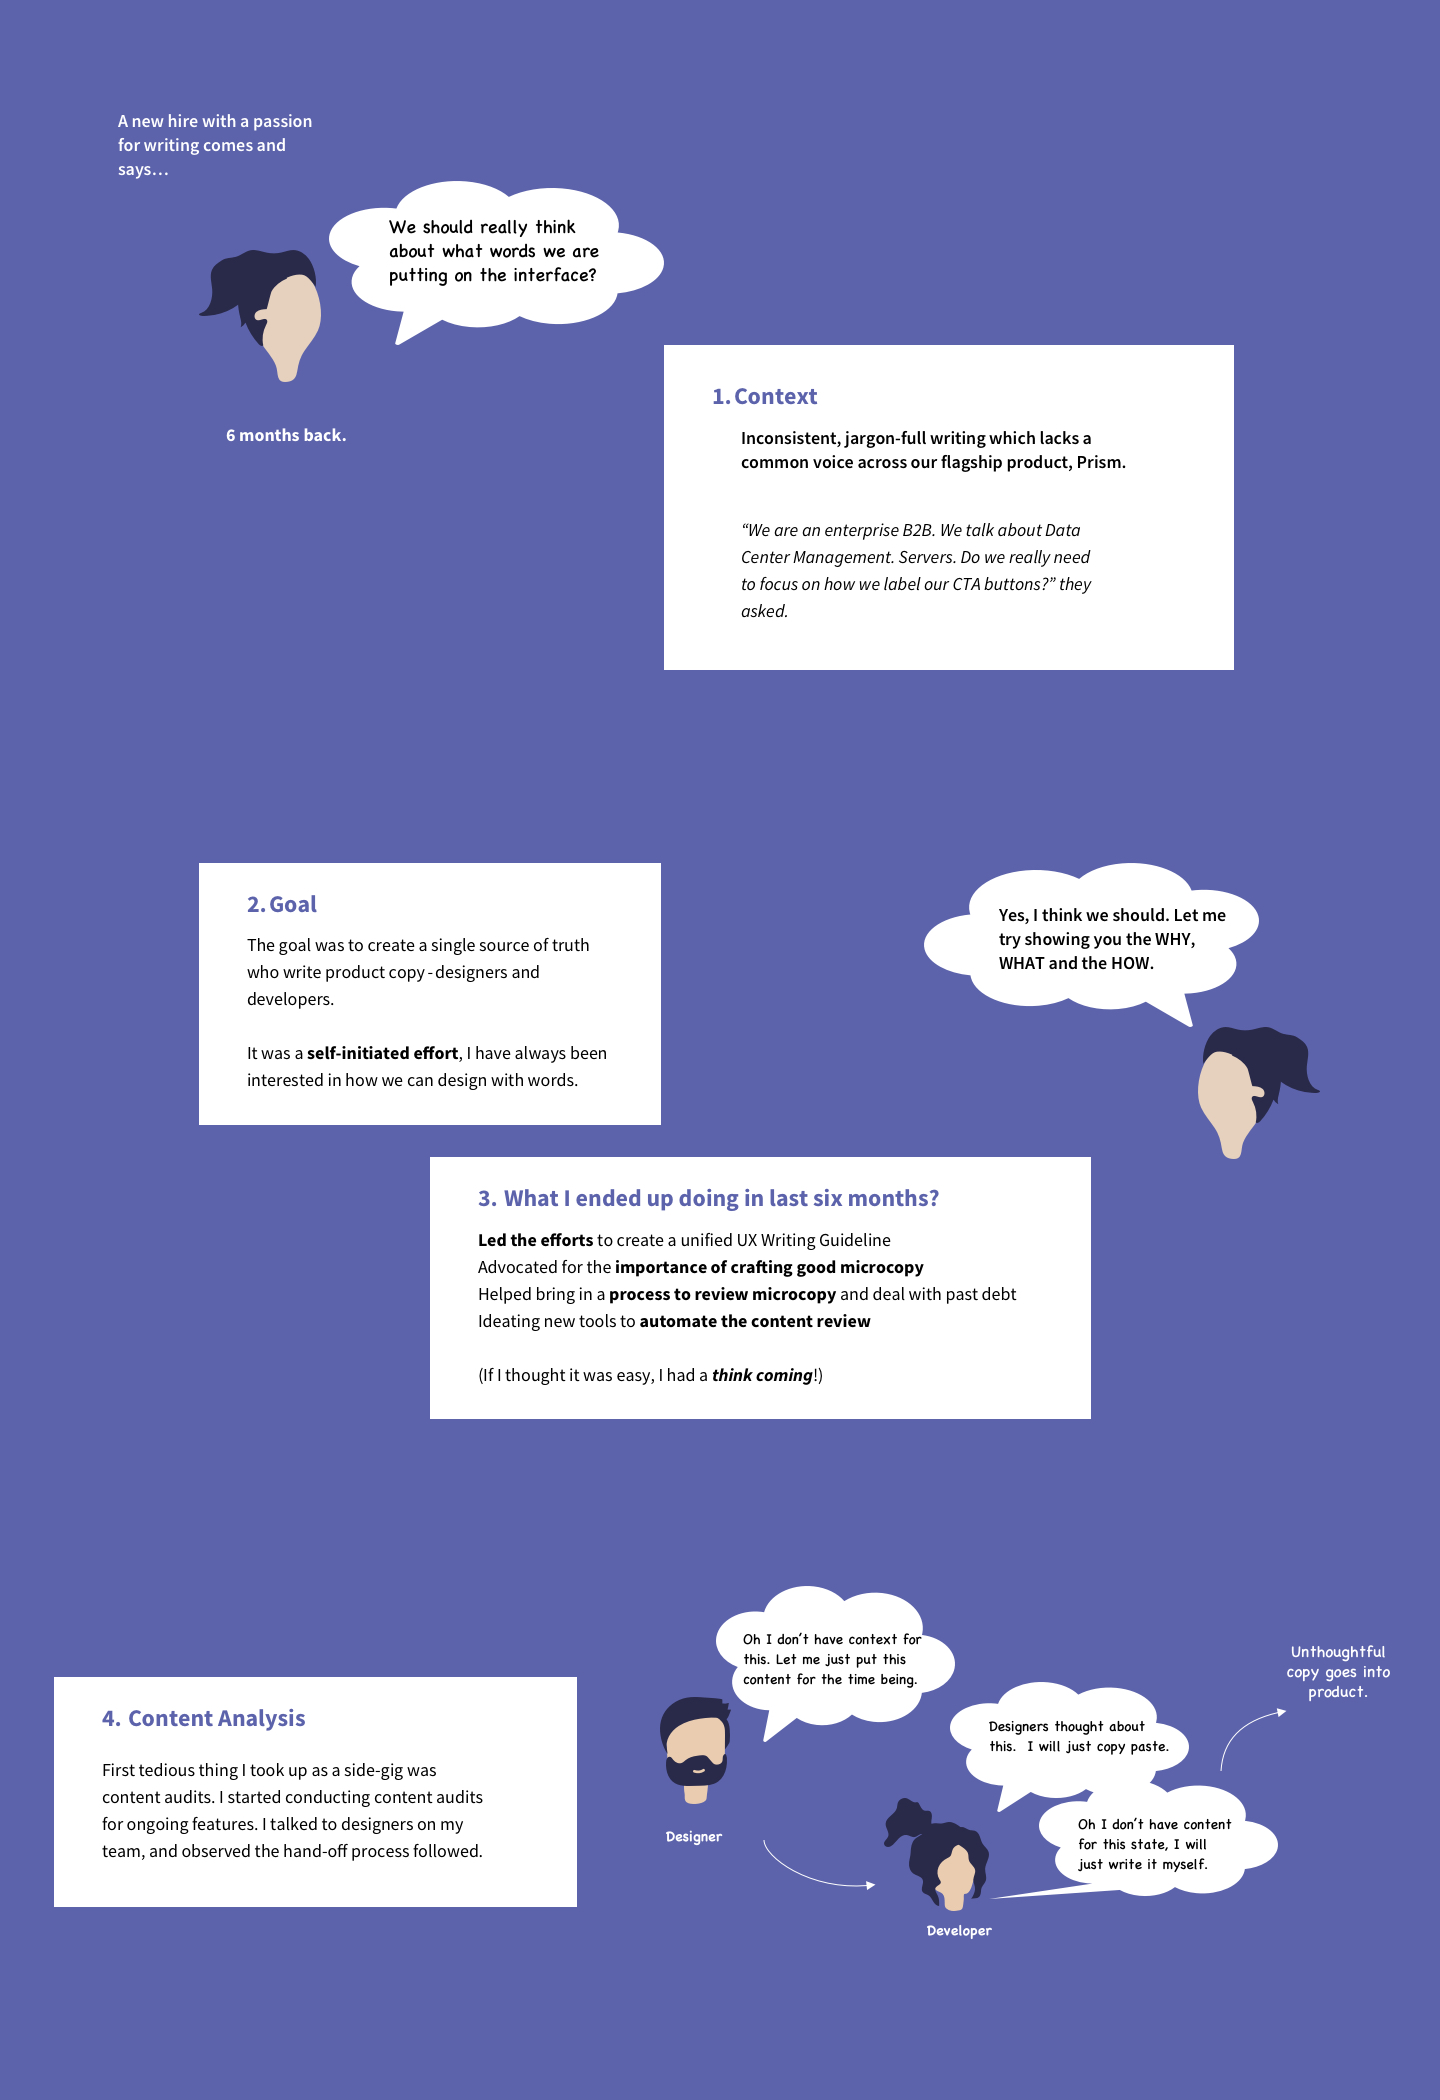 A new hire with a passion
for writing comes and
says...
We should really think
about what words we are
putting on the interface?
6 months back.
1. Context
Inconsistent, jargon-full writing which lacks a
common voice across our flagship product, Prism.
“We are an enterprise B2B. We talk about Data
Center Management. Servers. Do we really need
to focus on how we label our CTA buttons?” they
asked.
2. Goal
The goal was to create a single source of truth
who write product copy - designers and
developers.
It was a self-initiated effort, I have always been
interested in how we can design with words.
Yes, I think we should. Let me
try showing you the WHY,
WHAT and the HOW.
3. What I ended up doing in last six months?
Led the efforts to create a unified UX Writing Guideline
Advocated for the importance of crafting good microcopy
Helped bring in a process to review microcopy and deal with past debt
Ideating new tools to automate the content review
(If I thought it was easy, I had a think coming!)
4. Content Analysis
First tedious thing I took up as a side-gig was
content audits. I started conducting content audits
for ongoing features. I talked to designers on my
team, and observed the hand-off process followed.
Oh I don't have context for
this. Let me just put this
content for the time being.
Designer
Designers thought about
this. I will just copy paste.
Oh I don't have content
for this state, I will
just write it myself.
Developer
Unthoughtful
copy goes into
product.